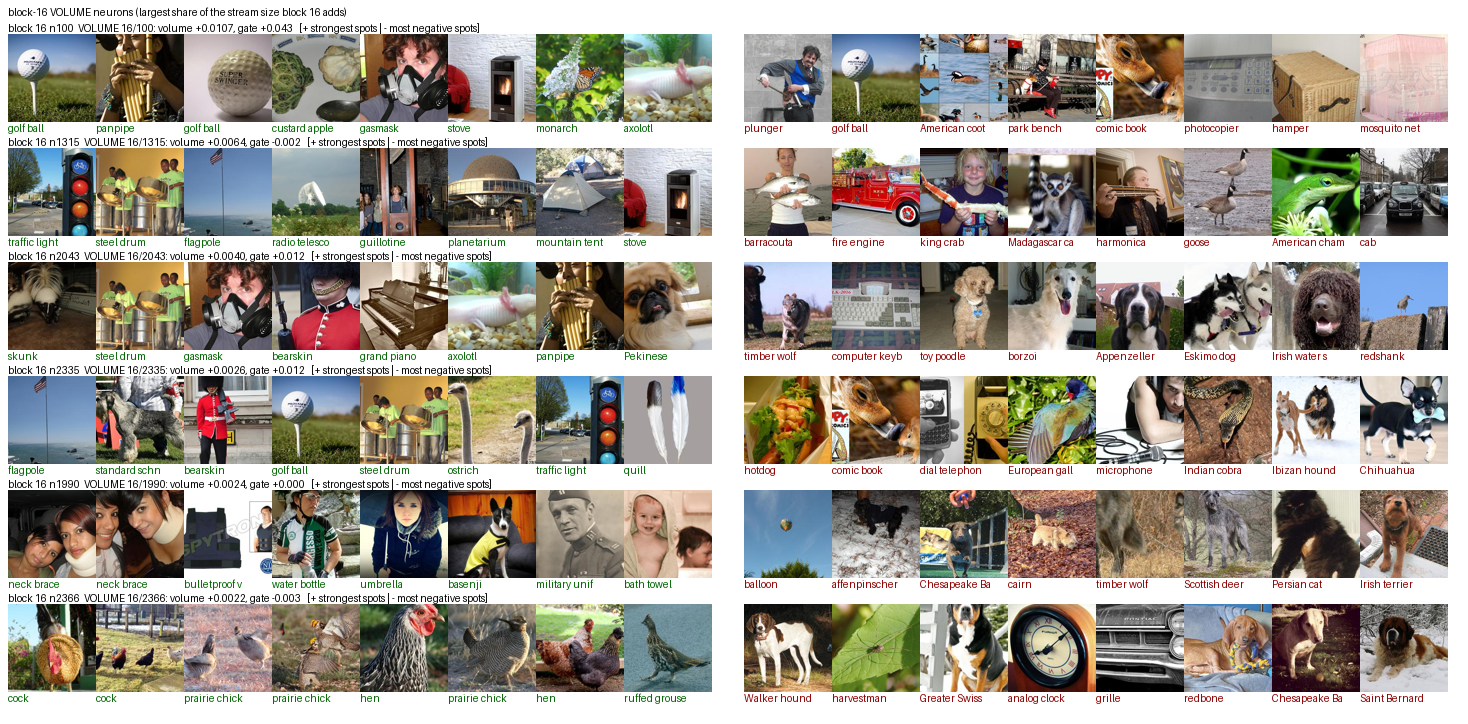 block-16 VOLUME neurons (largest share of the stream size block 16 adds)
block 16 n100 VOLUME 16/100: volume +0.0107, gate +0.043 [+ strongest spots | - most negative spots]
SUPER SWINGER
golf ball panpipe golf ball custard apple gasmask stove monarch axolotl plunger golf ball American coot park bench comic book photocopier hamper mosquito net
block 16 n1315 VOLUME 16/1315: volume +0.0064, gate -0.002 [+ strongest spots | - most negative spots]
traffic light steel drum flagpole radio telesco guillotine planetarium mountain tent stove barracouta fire engine king crab Madagascar ca harmonica goose American cham cab
block 16 n2043 VOLUME 16/2043: volume +0.0040, gate +0.012 [+ strongest spots | - most negative spots]
skunk steel drum gasmask bearskin grand piano axolotl panpipe Pekinese timber wolf computer keyb toy poodle borzoi Appenzeller Eskimo dog Irish water s redshank
block 16 n2335 VOLUME 16/2335: volume +0.0026, gate +0.012 [+ strongest spots | - most negative spots]
flagpole standard schn bearskin golf ball steel drum ostrich traffic light quill hotdog comic book dial telephon European gall microphone Indian cobra Ibizan hound Chihuahua
block 16 n1990 VOLUME 16/1990: volume +0.0024, gate +0.000 [+ strongest spots | - most negative spots]
neck brace neck brace bulletproof v water bottle umbrella basenji military unif bath towel balloon affenpinscher Chesapeake Ba cairn timber wolf Scottish deer Persian cat Irish terrier
block 16 n2366 VOLUME 16/2366: volume +0.0022, gate -0.003 [+ strongest spots | - most negative spots]
PONTIAC
cock cock prairie chick prairie chick hen prairie chick hen ruffed grouse Walker hound harvestman Greater Swiss analog clock grille redbone Chesapeake Ba Saint Bernard